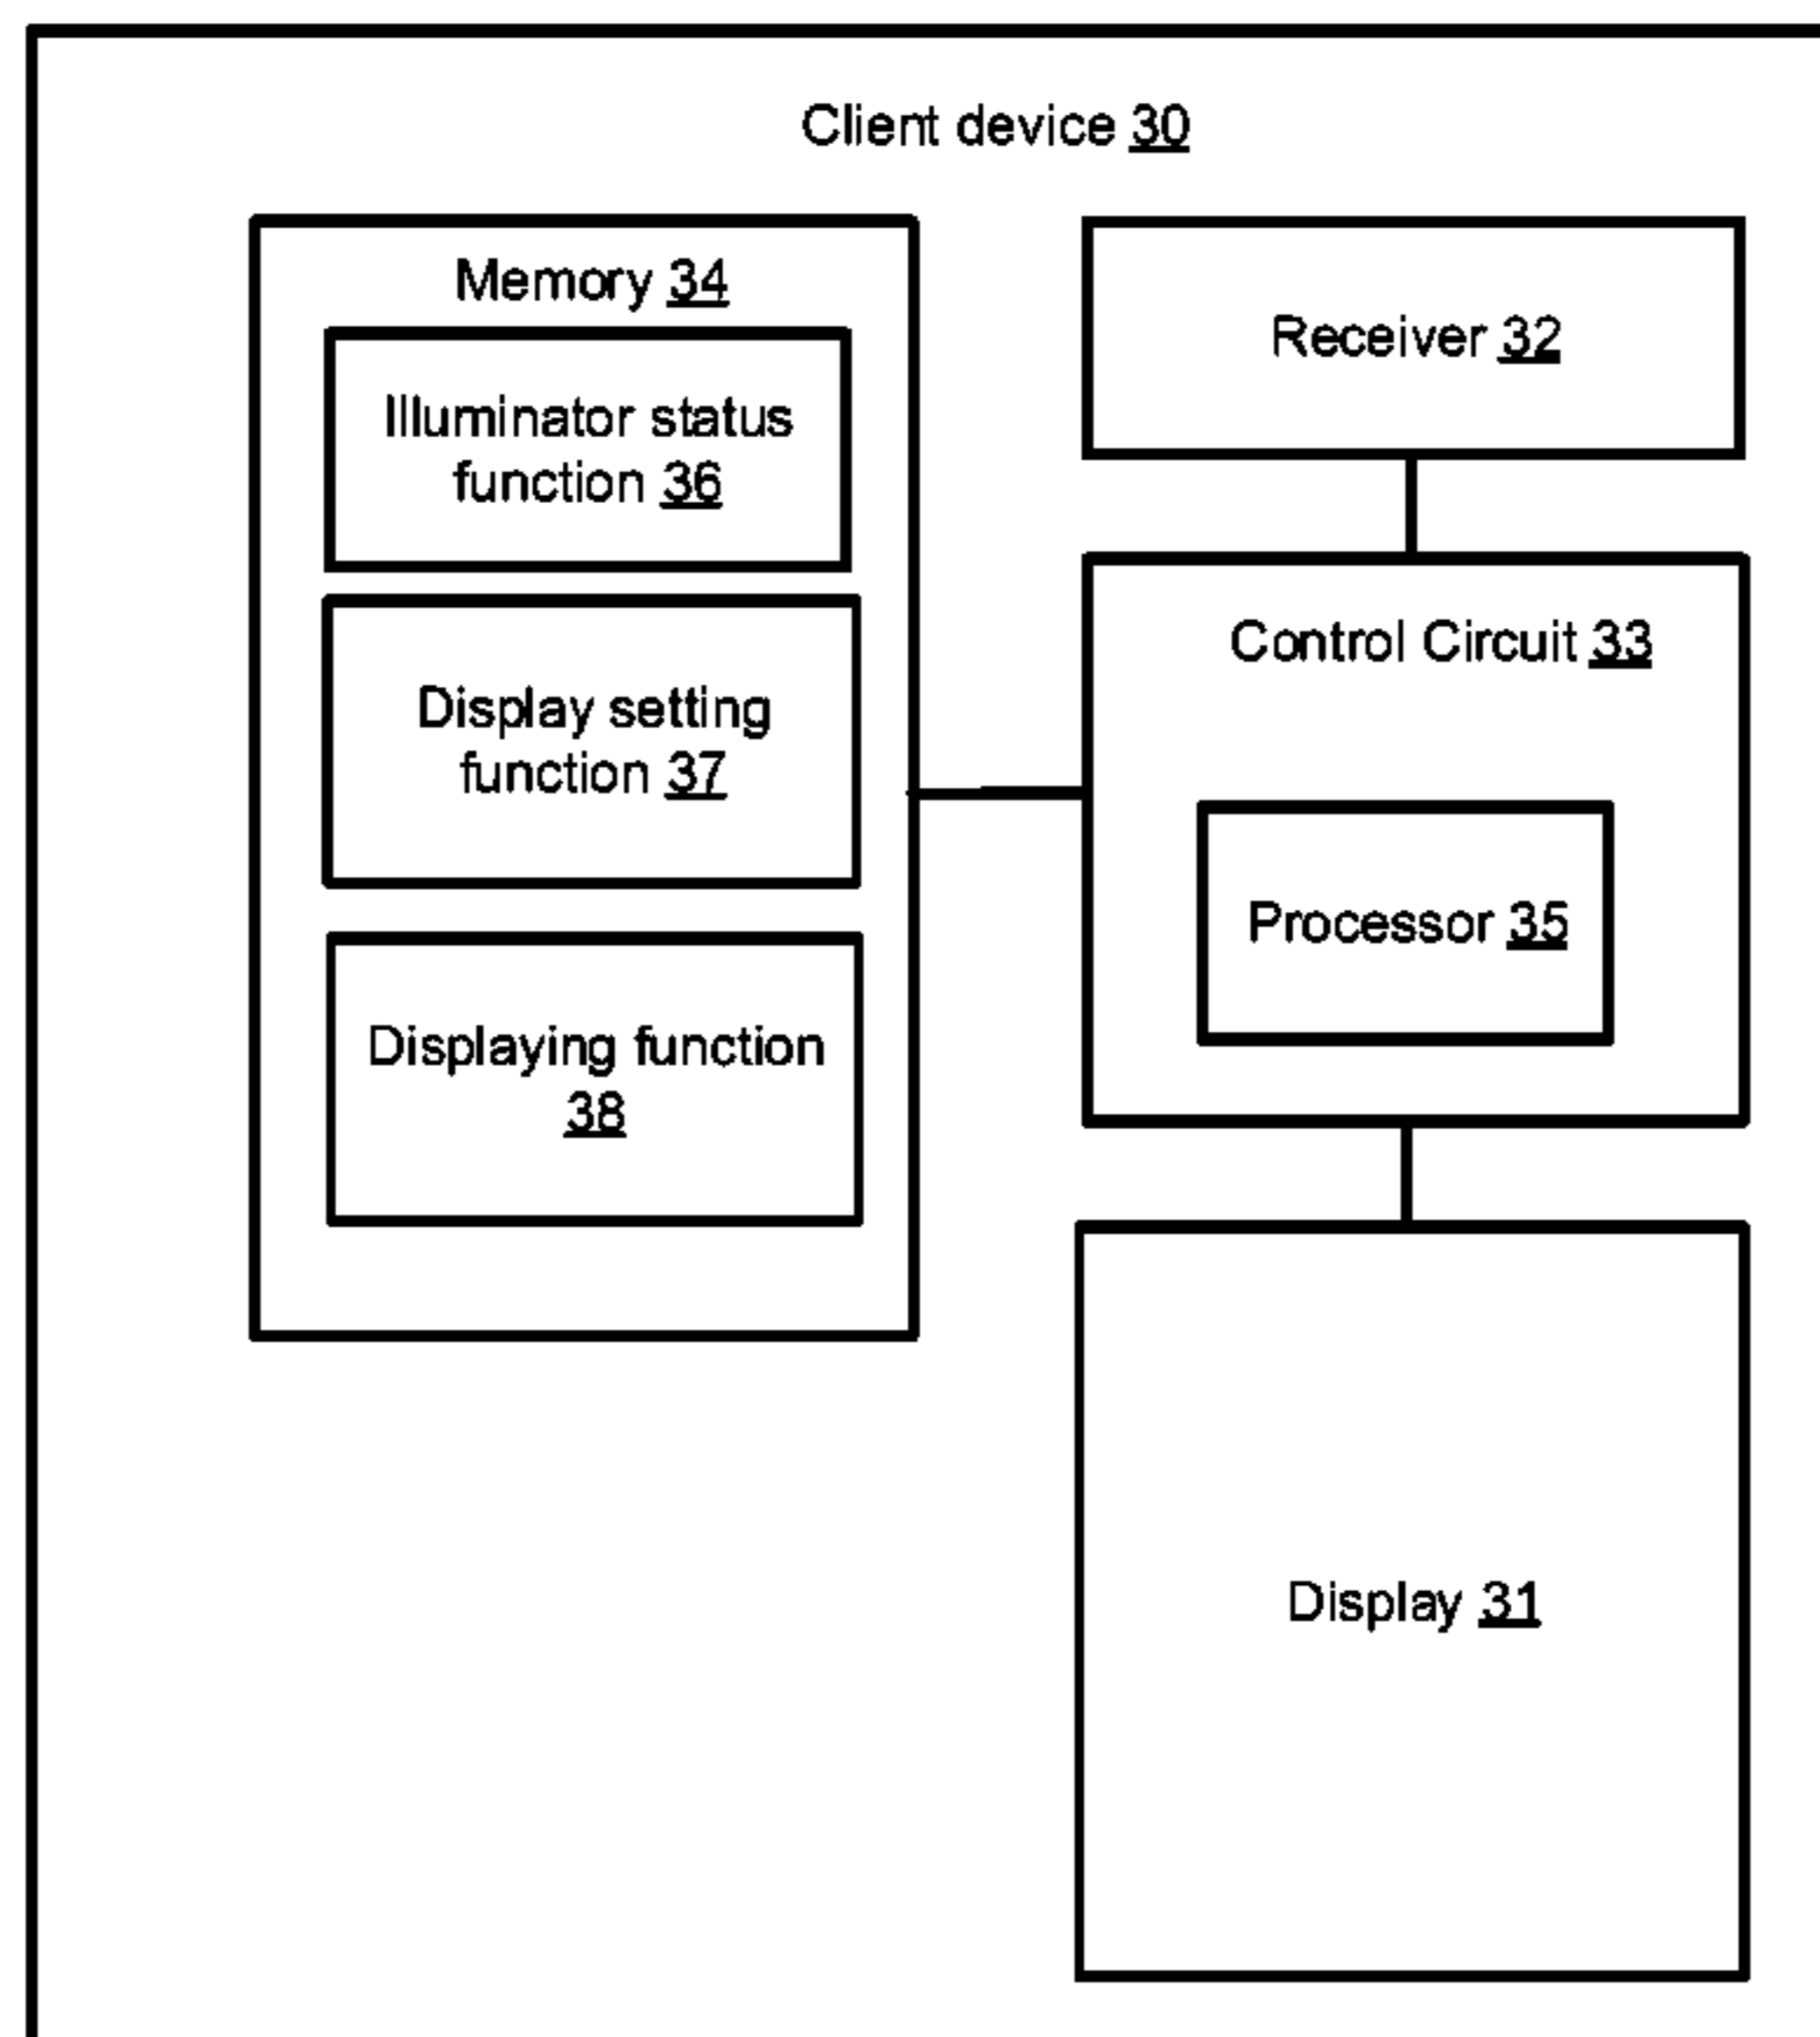 Client device 30
Memory 34
Illuminator status
function 36
Display setting
function 37
Displaying function
38
Receiver 32
Control Circuit 33
Processor 35
Display 31